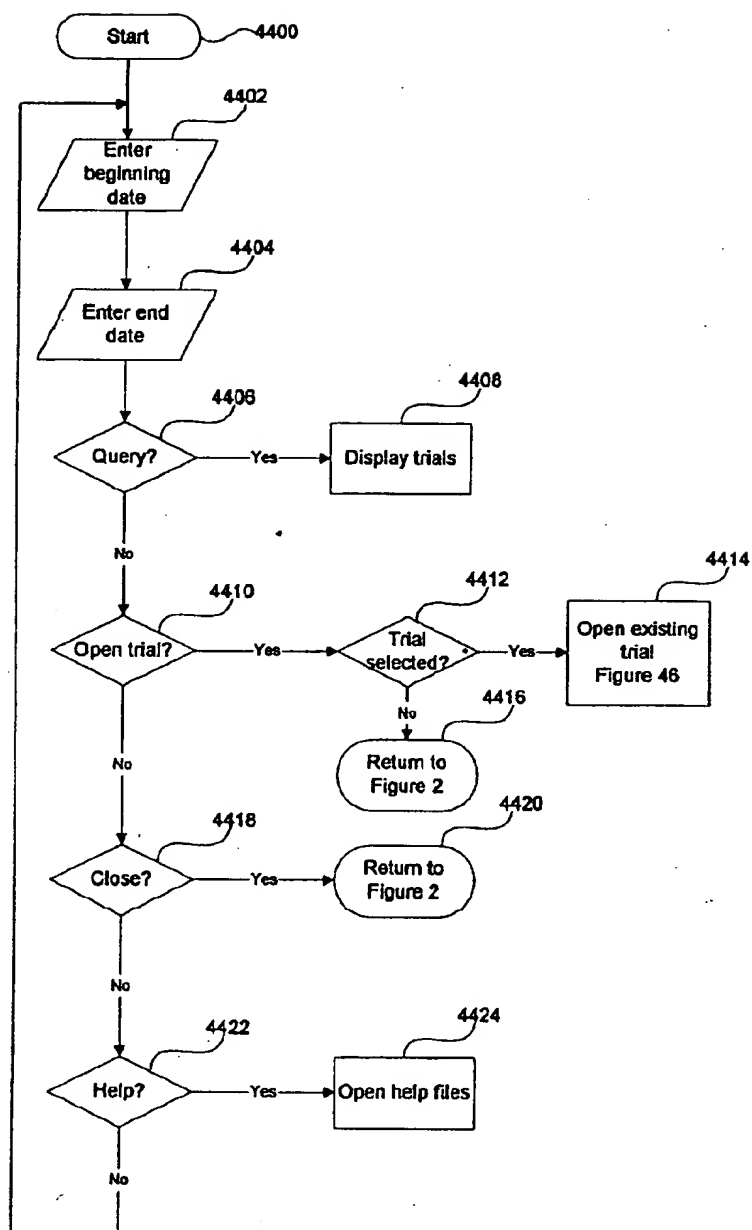 Start
4400
4402
Enter
beginning
date
4404
Enter end
date
4406
4408
Query?
Yes
Display trials
No
4410
4412
4414
Open trial?
Yes
Trial
selected?
Yes
Open existing
trial
Figure 46
No
4416
No
Return to
Figure 2
4418
4420
Close?
Yes
Return to
Figure 2
No
4422
4424
Help?
Yes
Open help files
No